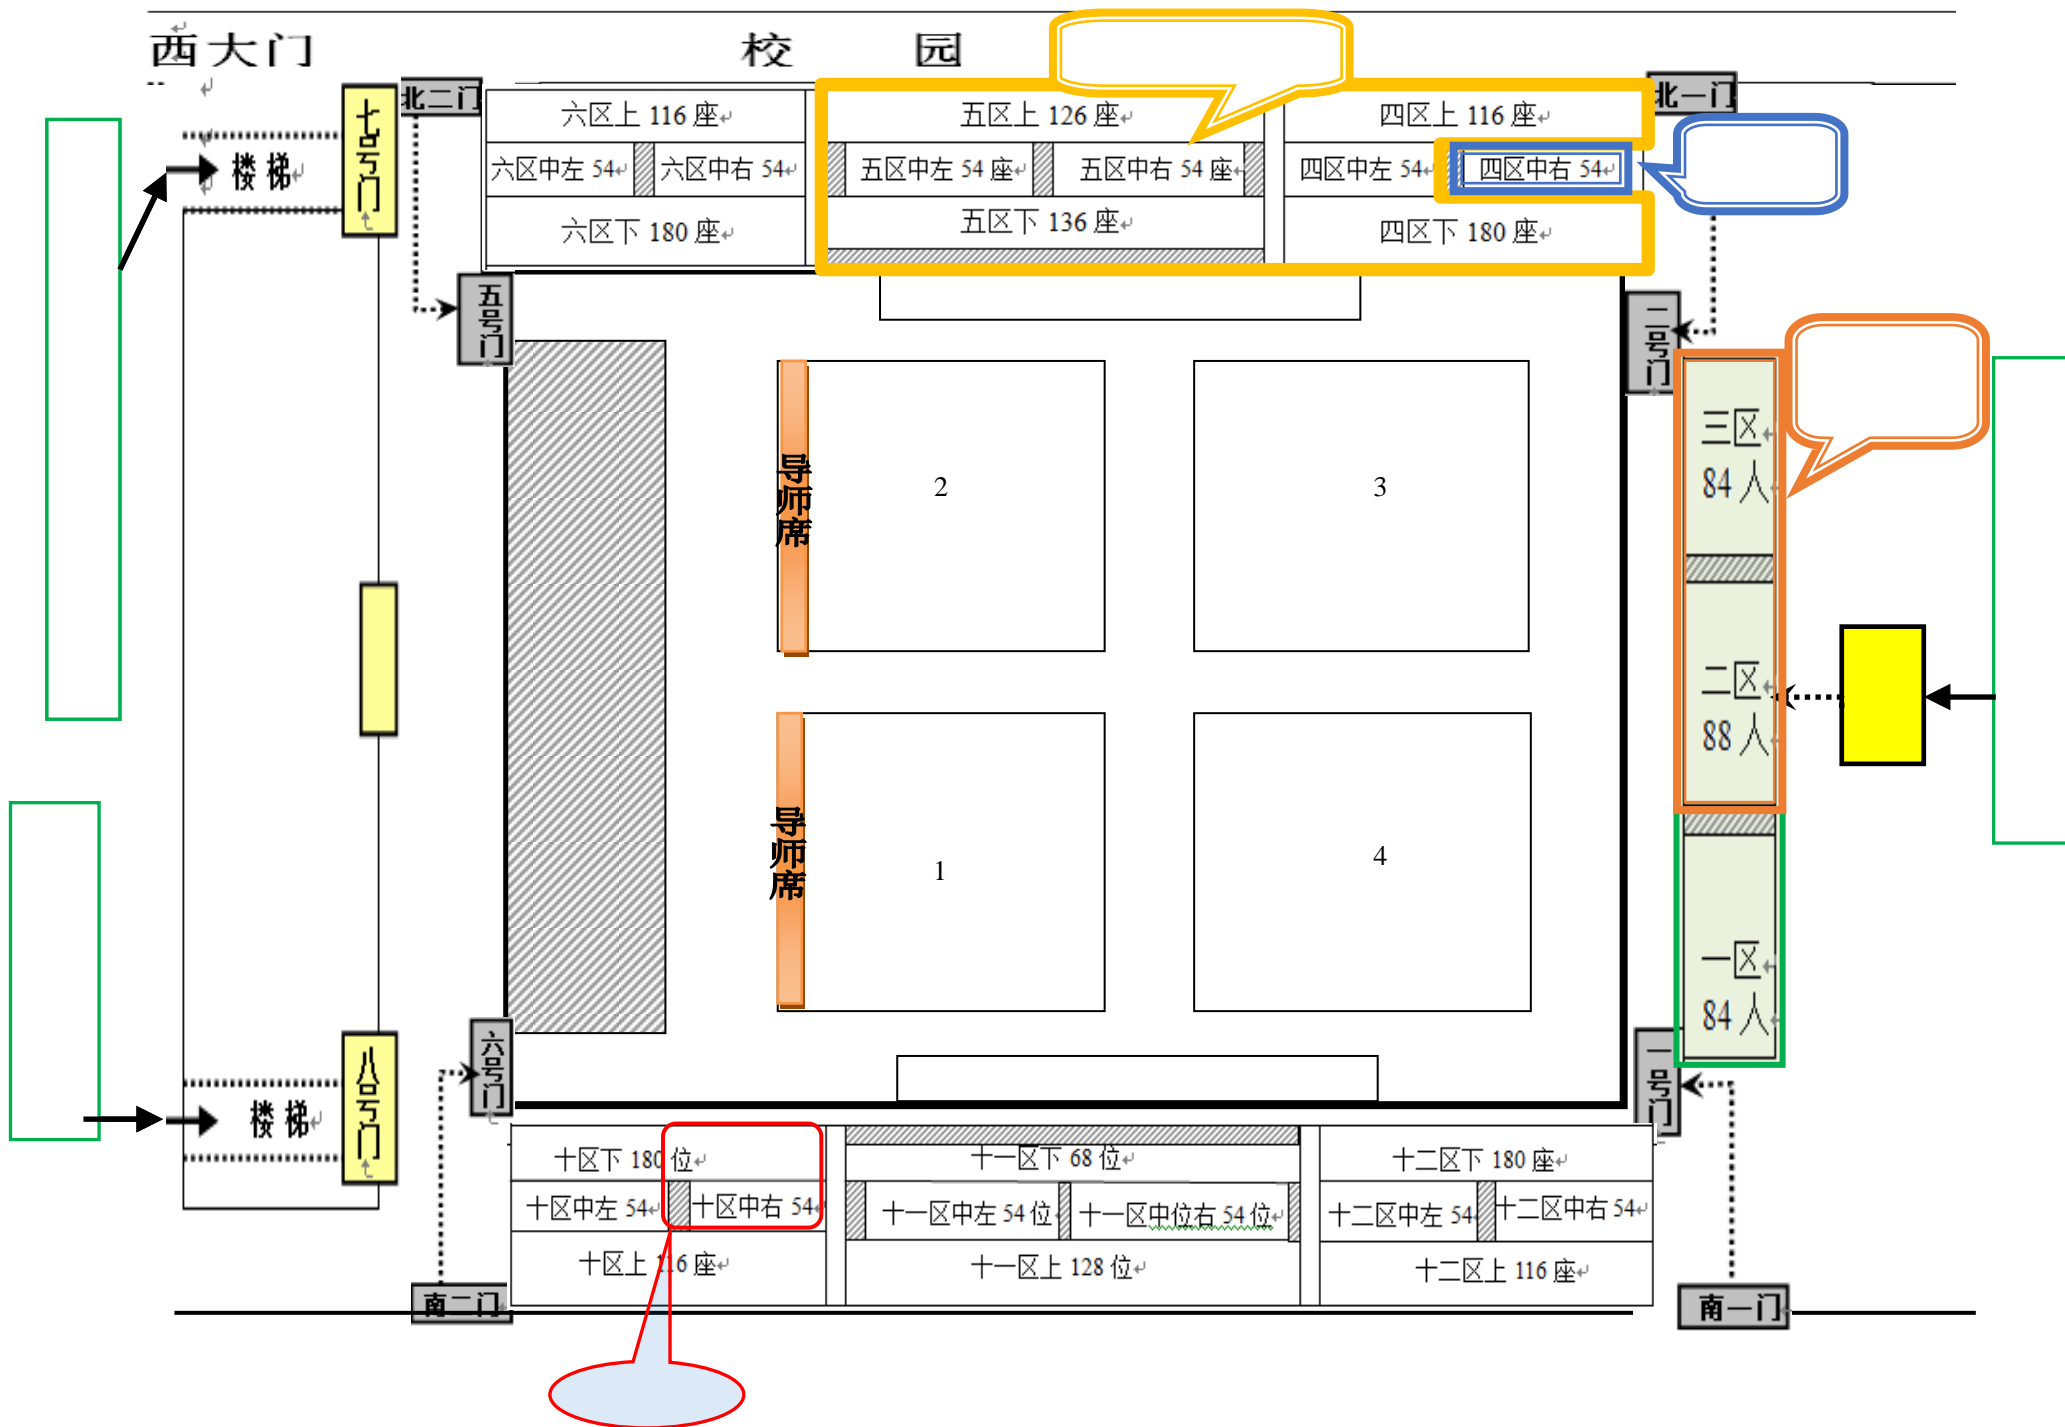 西大门 校 园
北二门
北一门
七号门
楼梯
六区上 116 座
五区上 126 座
四区上 116 座
六区中左 54
六区中右 54
五区中左 54 座
五区中右 54 座
四区中左 54
四区中右 54
六区下 180 座
五区下 136 座
四区下 180 座
五号门
二号门
导师席
2
3
三区
84 人
二区
88 人
导师席
1
4
一区
84 人
六号门
一号门
八号门
楼梯
十区下 180 位
十一区下 68 位
十二区下 180 座
十区中左 54
十区中右 54
十一区中左 54 位
十一区中位右 54 位
十二区中左 54
十二区中右 54
十区上 116 座
十一区上 128 位
十二区上 116 座
南二门
南一门